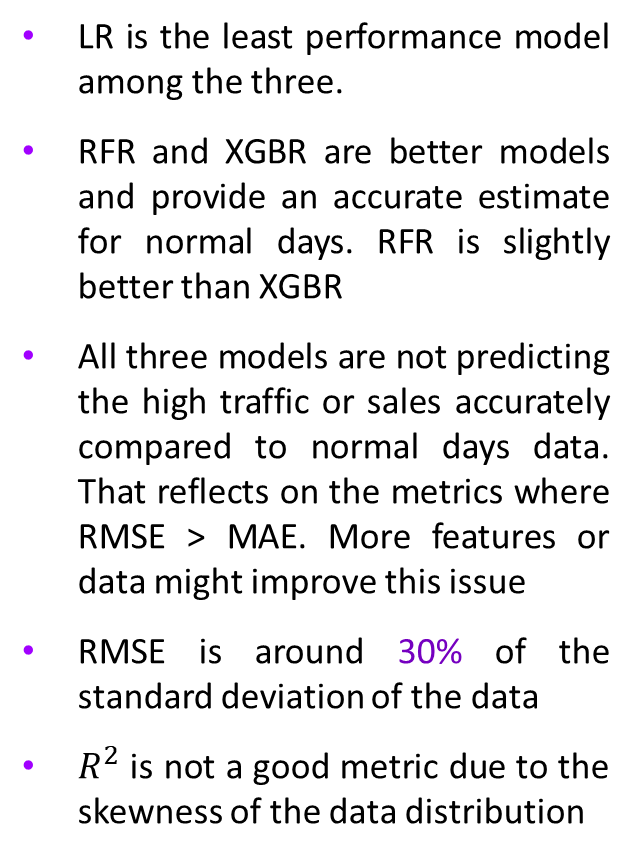 • LR is the least performance model
among the three.
• RFR and XGBR are better models
and provide an accurate estimate
for normal days. RFR is slightly
better than XGBR
• All three models are not predicting
the high traffic or sales accurately
compared to normal days data.
That reflects on the metrics where
RMSE > MAE. More features or
data might improve this issue
• RMSE is around 30% of the
standard deviation of the data
• R² is not a good metric due to the
skewness of the data distribution